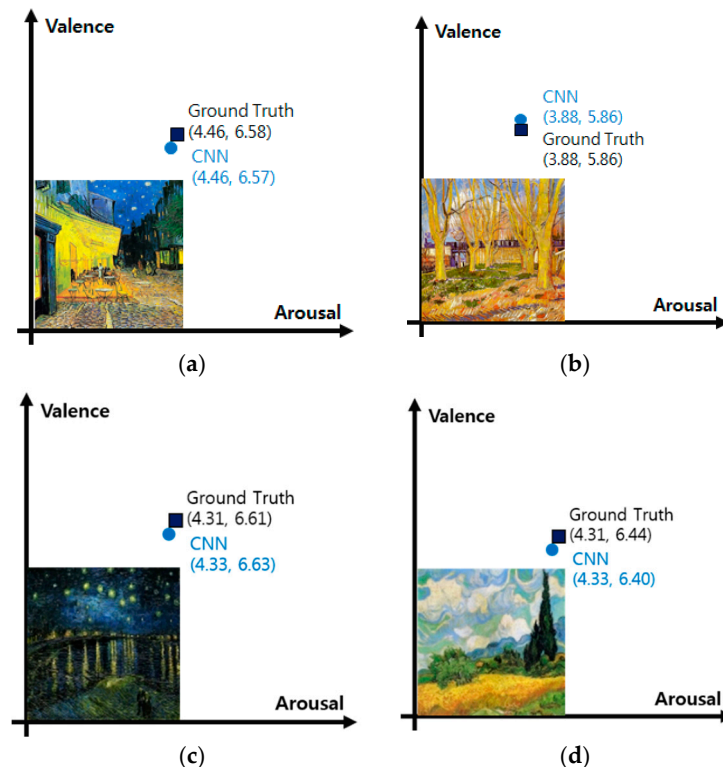 Valence
Ground Truth
(4.46, 6.58)
CNN
(4.46, 6.57)
Arousal
(a)
Valence
CNN
(3.88, 5.86)
Ground Truth
(3.88, 5.86)
Arousal
(b)
Valence
Ground Truth
(4.31, 6.61)
CNN
(4.33, 6.63)
Arousal
(c)
Valence
Ground Truth
(4.31, 6.44)
CNN
(4.33, 6.40)
Arousal
(d)